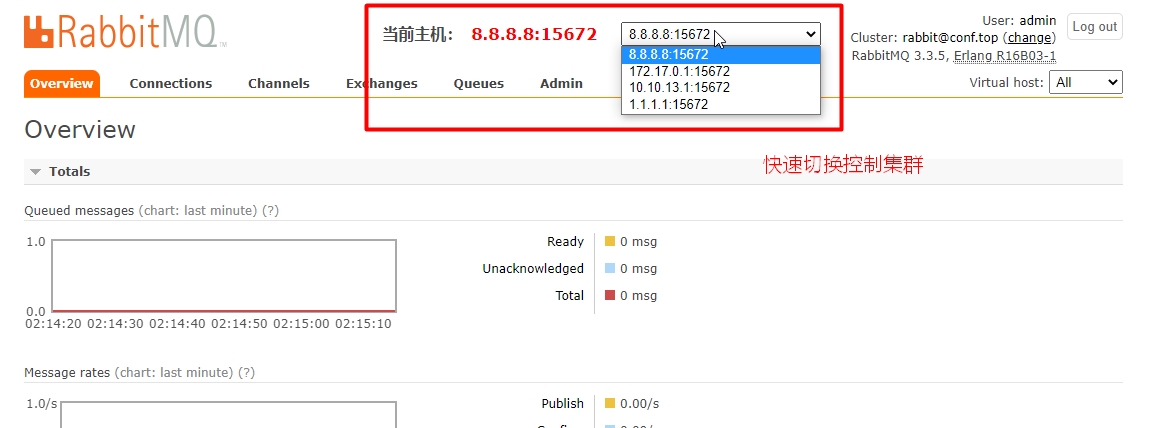 RabbitMQ TM
当前主机： 8.8.8.8:15672
8.8.8.8:15672
8.8.8.8:15672
172.17.0.1:15672
10.10.13.1:15672
1.1.1.1:15672
User: admin
Cluster: rabbit@conf.top (change)
RabbitMQ 3.3.5, Erlang R16B03-1
Log out
Virtual host: All
Overview Connections Channels Exchanges Queues Admin
Overview
快速切换控制集群
Totals
Queued messages (chart: last minute) (?)
1.0
0.0
02:14:20 02:14:30 02:14:40 02:14:50 02:15:00 02:15:10
Ready 0 msg
Unacknowledged 0 msg
Total 0 msg
Message rates (chart: last minute) (?)
1.0/s
Publish 0.00/s